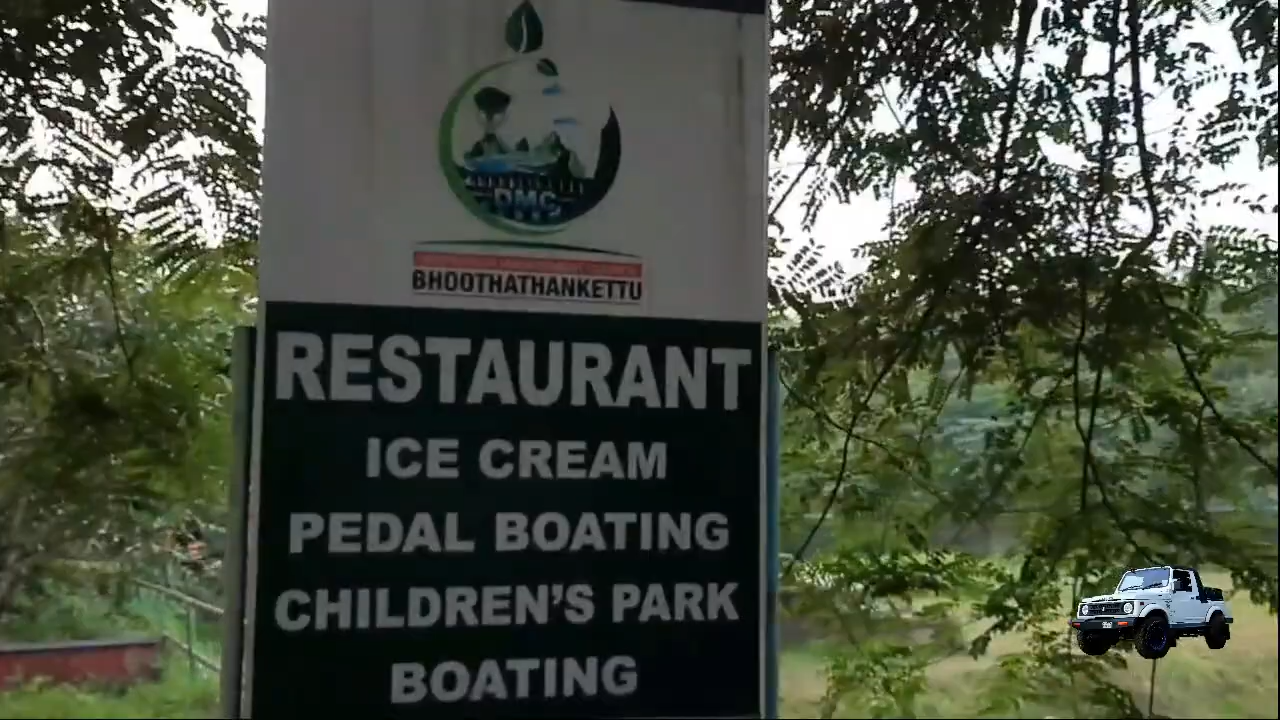 DMC
BHOOTHATHANKETTU
RESTAURANT
ICE CREAM
PEDAL BOATING
CHILDREN'S PARK
BOATING